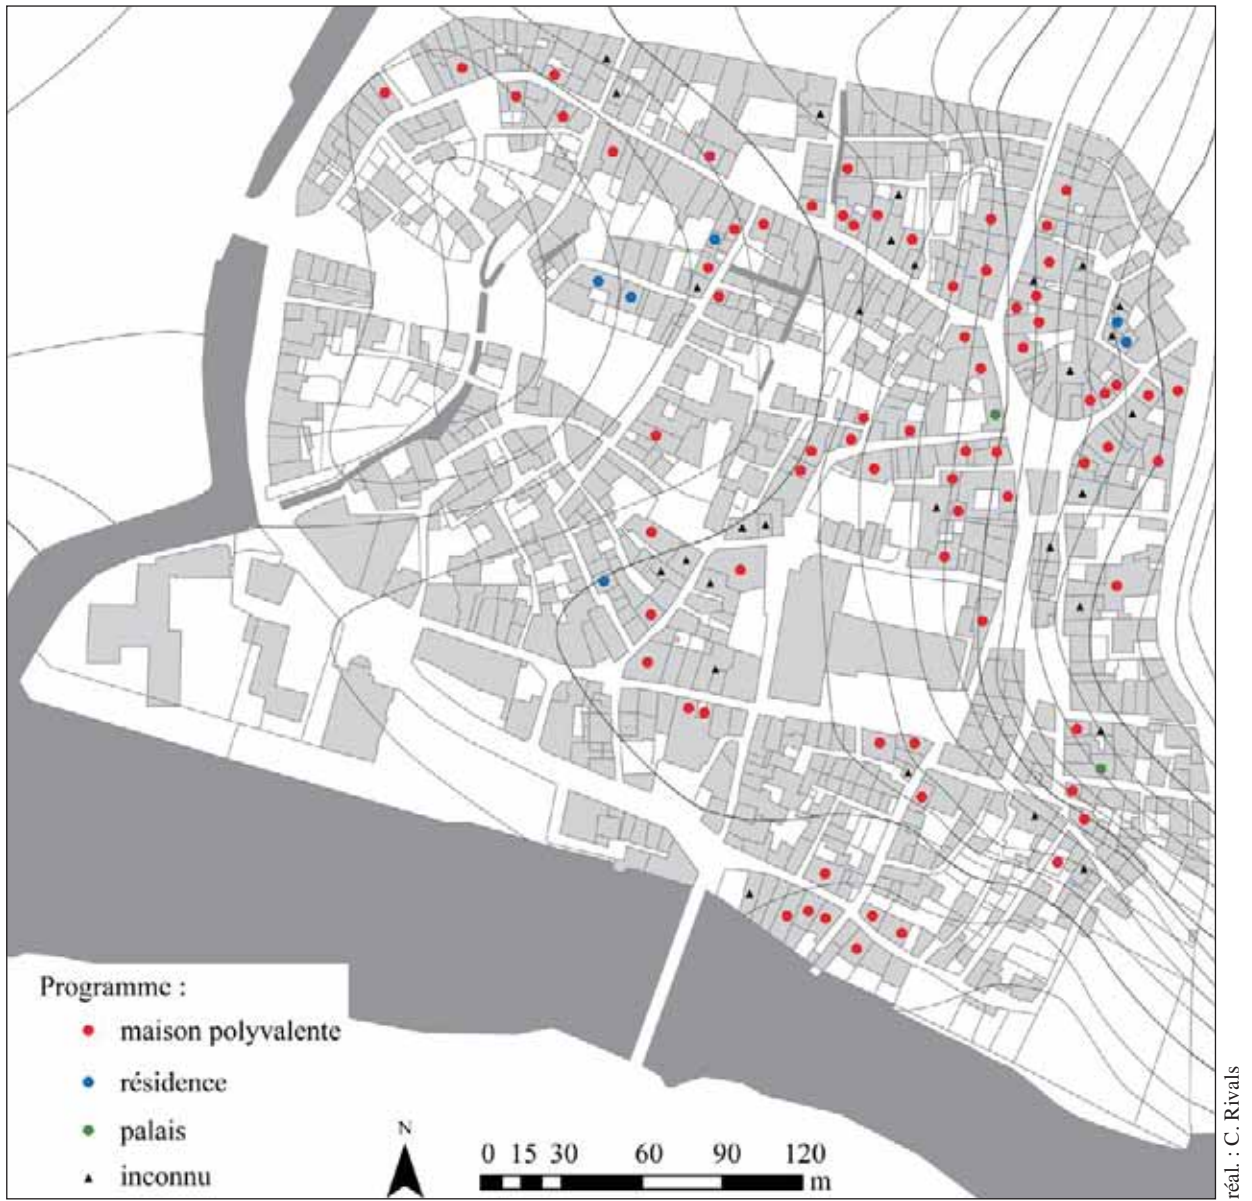 Programme :
maison polyvalente
résidence
palais
inconnu
N
0 15 30 60 90 120
m
réal. : C. Rivals